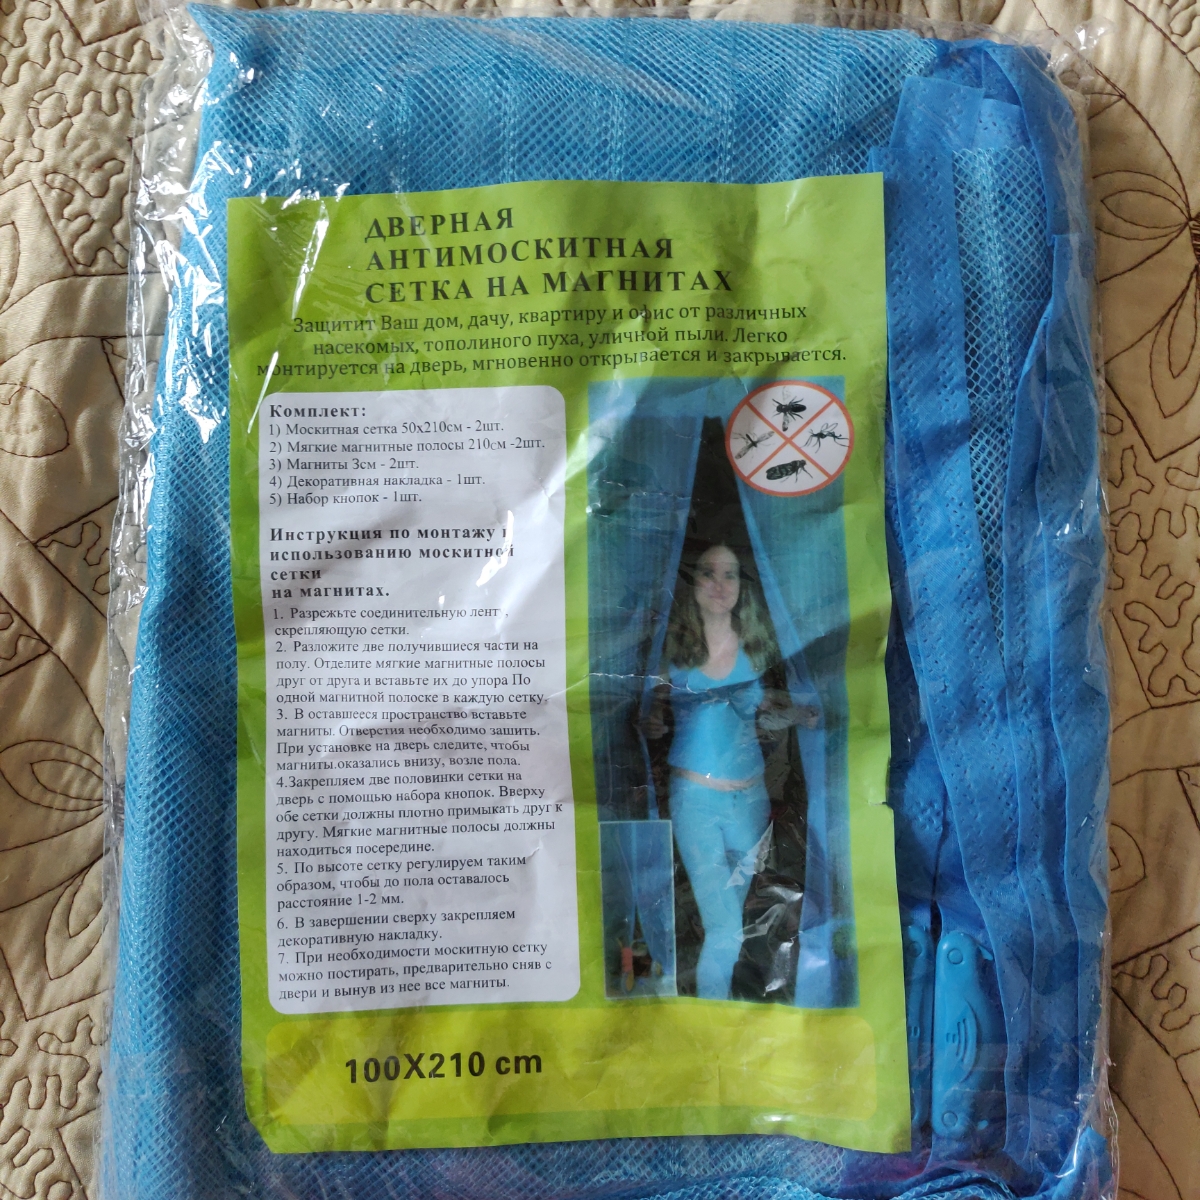 ДВЕРНАЯ
АНТИМОСКИТНАЯ
СЕТКА НА МАГНИТАХ
Защитит Ваш дом, дачу, квартиру и офис от различных
насекомых, тополиного пуха, уличной пыли. Легко
монтируется на дверь, мгновенно открывается и закрывается.
Комплект:
1) Москитная сетка 50х210см - 2шт.
2) Мягкие магнитные полосы 210см -2шт.
3) Магниты 3см - 2шт.
4) Декоративная накладка - 1шт.
5) Набор кнопок - 1шт.
Инструкция по монтажу и
использованию москитной
сетки
на магнитах.
1. Разрежьте соединительную лент ,
скрепляющую сетки.
2. Разложите две получившиеся части на
полу. Отделите мягкие магнитные полосы
друг от друга и вставьте их до упора По
одной магнитной полоске в каждую сетку.
3. В оставшееся пространство вставьте
магниты. Отверстия необходимо зашить.
При установке на дверь следите, чтобы
магниты.оказались внизу, возле пола.
4.Закрепляем две половинки сетки на
дверь с помощью набора кнопок. Вверху
обе сетки должны плотно примыкать друг к
другу. Мягкие магнитные полосы должны
находиться посередине.
5. По высоте сетку регулируем таким
образом, чтобы до пола оставалось
расстояние 1-2 мм.
6. В завершении сверху закрепляем
декоративную накладку.
7. При необходимости москитную сетку
можно постирать, предварительно сняв с
двери и вынув из нее все магниты.
100X210 cm